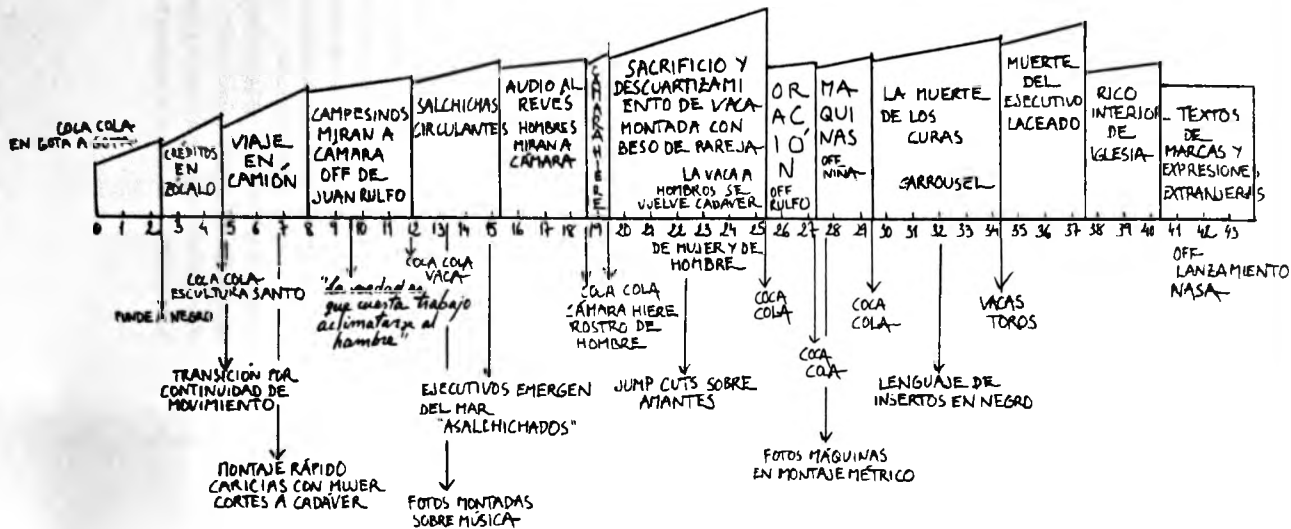 COLA COLA
EN GOTA A GOTA
CRÉDITOS
EN
ZÓCALO
VIAJE
EN
CAMIÓN
CAMPESINOS
MIRAN A
CÁMARA
OFF DE
JUAN RULFO
SALCHICHAS
CIRCULANTES
AUDIO AL
REVES
HOMBRES
MIRAN A
CÁMARA
CAMARA HIERE
SACRIFICIO Y
DESCUARTIZAMI
ENTO DE VACA
MONTADA CON
BESO DE PAREJA
LA VACA A
HOMBROS SE
VUELVE CADÁVER
DE MUJER Y DE
HOMBRE
OR
AC
IÓ
N
OFF
RULFO
MA
QUI
NAS
OFF
NIÑA
LA MUERTE
DE LOS
CURAS
CARROUSEL
MUERTE
DEL
EJECUTIVO
LACEADO
RICO
INTERIOR
DE
IGLESIA
TEXTOS
DE
MARCAS Y
EXPRESIONES
EXTRANJERAS
0 1 2 3 4 5 6 7 8 9 10 11 12 13 14 15 16 17 18 19 20 21 22 23 24 25 26 27 28 29 30 31 32 33 34 35 36 37 38 39 40 41 42 43
FUNDE A NEGRO
COLA COLA
ESCULTURA SANTO
TRANSICIÓN POR
CONTINUIDAD DE
MOVIMIENTO
MONTAJE RÁPIDO
CARICIAS CON MUJER
CORTES A CADÁVER
"La verdad es
que cuesta trabajo
aclimatarse al
hambre"
COLA COLA
VACA
FOTOS MONTADAS
SOBRE MÚSICA
EJECUTIVOS EMERGEN
DEL MAR
"ASALCHICHADOS"
COLA COLA
CÁMARA HIERE
ROSTRO DE
HOMBRE
JUMP CUTS SOBRE
AMANTES
COCA
COLA
COCA
COLA
FOTOS MÁQUINAS
EN MONTAJE MÉTRICO
COCA
COLA
LENGUAJE DE
INSERTOS EN NEGRO
VACAS
TOROS
OFF
LANZAMIENTO
NASA